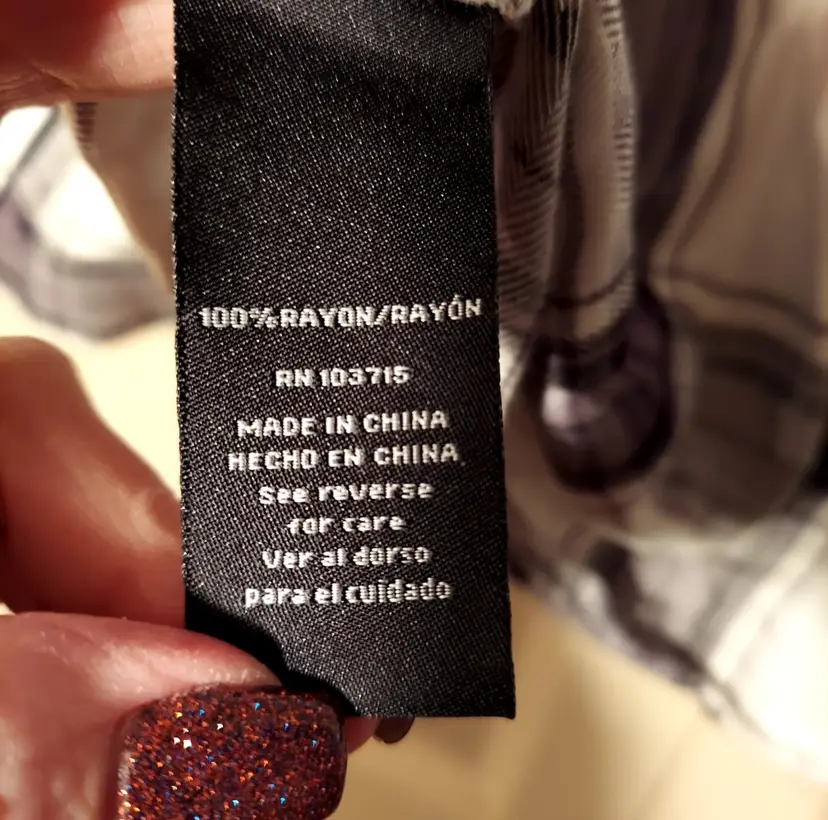 100%RAYON/RAYÓN
RN 103715
MADE IN CHINA
HECHO EN CHINA
See reverse
for care
Ver al dorso
para el cuidado